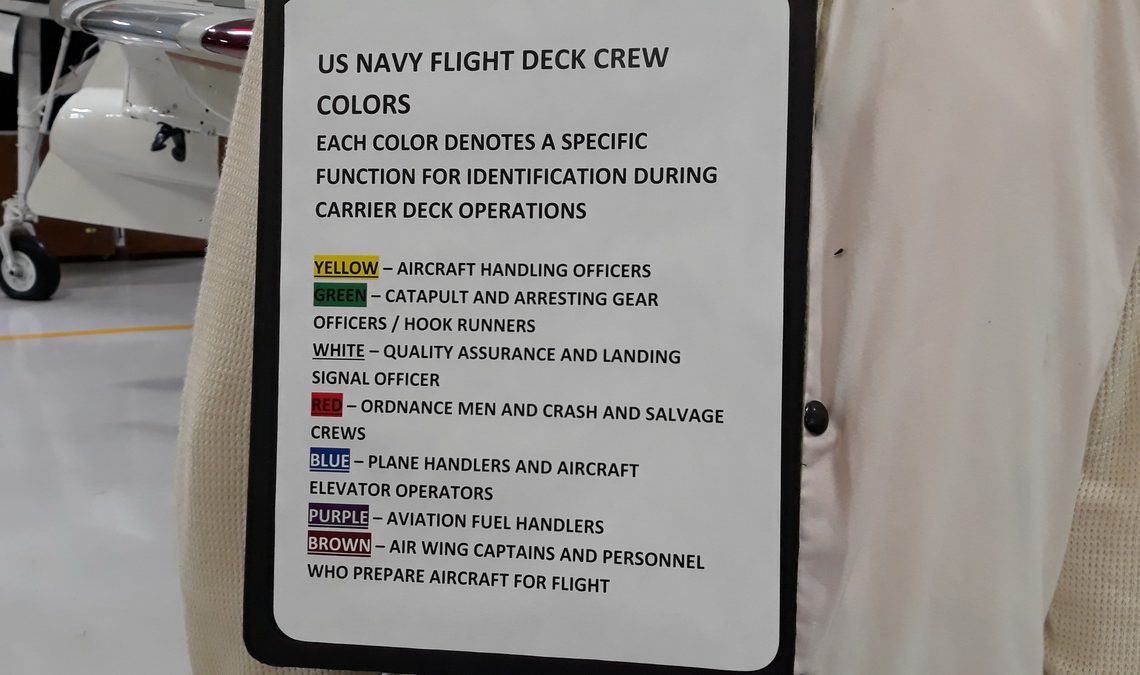 US NAVY FLIGHT DECK CREW
COLORS
EACH COLOR DENOTES A SPECIFIC
FUNCTION FOR IDENTIFICATION DURING
CARRIER DECK OPERATIONS
YELLOW – AIRCRAFT HANDLING OFFICERS
GREEN – CATAPULT AND ARRESTING GEAR
OFFICERS / HOOK RUNNERS
WHITE – QUALITY ASSURANCE AND LANDING
SIGNAL OFFICER
RED – ORDNANCE MEN AND CRASH AND SALVAGE
CREWS
BLUE – PLANE HANDLERS AND AIRCRAFT
ELEVATOR OPERATORS
PURPLE – AVIATION FUEL HANDLERS
BROWN – AIR WING CAPTAINS AND PERSONNEL
WHO PREPARE AIRCRAFT FOR FLIGHT